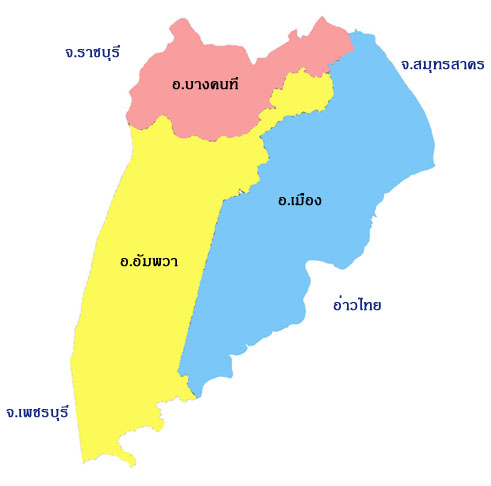 จ.ราชบุรี
จ.สมุทรสาคร
อ.บางคนที
อ.เมือง
อ.อัมพวา
อ่าวไทย
จ.เพชรบุรี